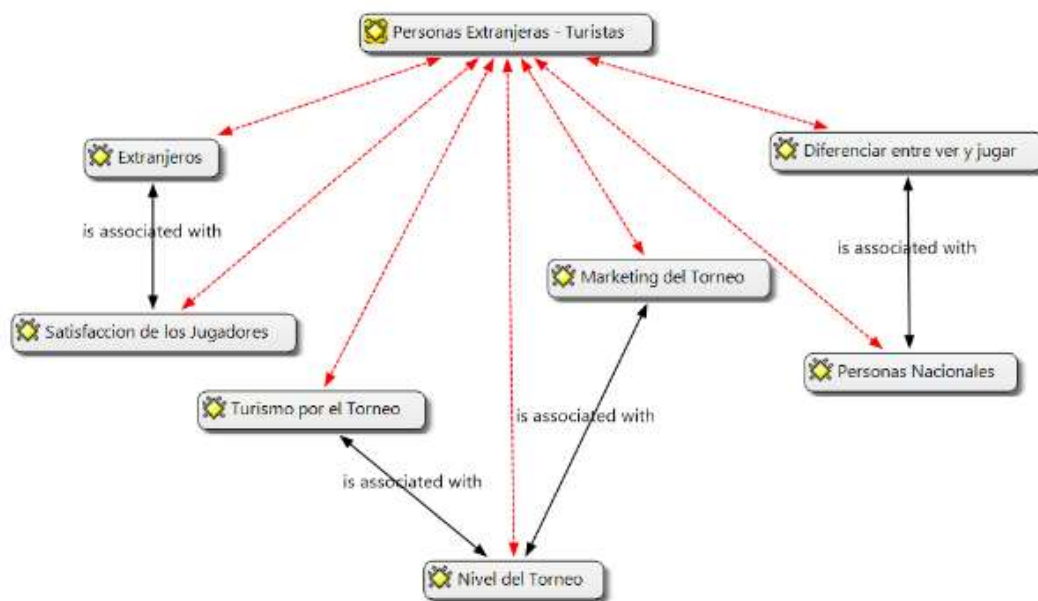 Personas Extranjeras - Turistas
Extranjeros
Diferenciar entre ver y jugar
is associated with
is associated with
Marketing del Torneo
Satisfaccion de los Jugadores
Personas Nacionales
Turismo por el Torneo
is associated with
is associated with
Nivel del Torneo